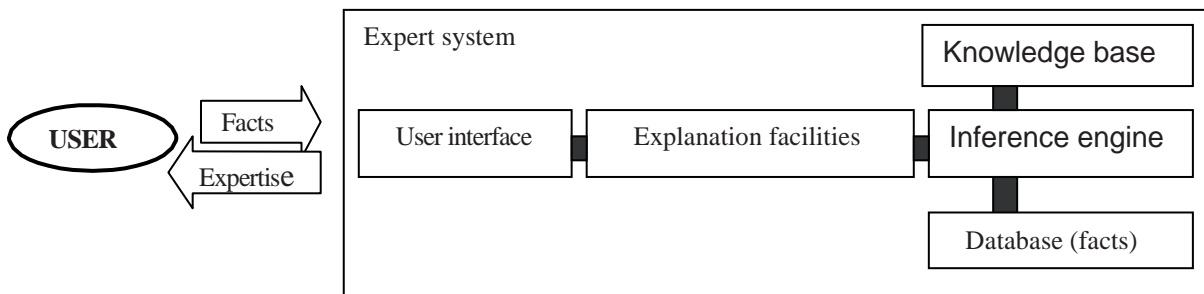 Expert system
Knowledge base
USER
Facts
Expertise
User interface
Explanation facilities
Inference engine
Database (facts)